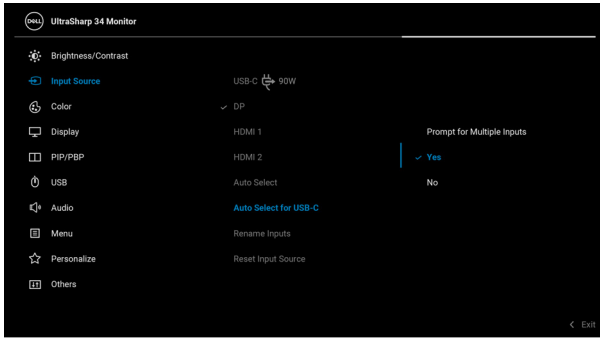 DELL UltraSharp 34 Monitor
Brightness/Contrast
Input Source
Color
Display
PIP/PBP
USB
Audio
Menu
Personalize
Others
USB-C 90W
DP
HDMI 1
HDMI 2
Auto Select
Auto Select for USB-C
Rename Inputs
Reset Input Source
Prompt for Multiple Inputs
Yes
No
Exit